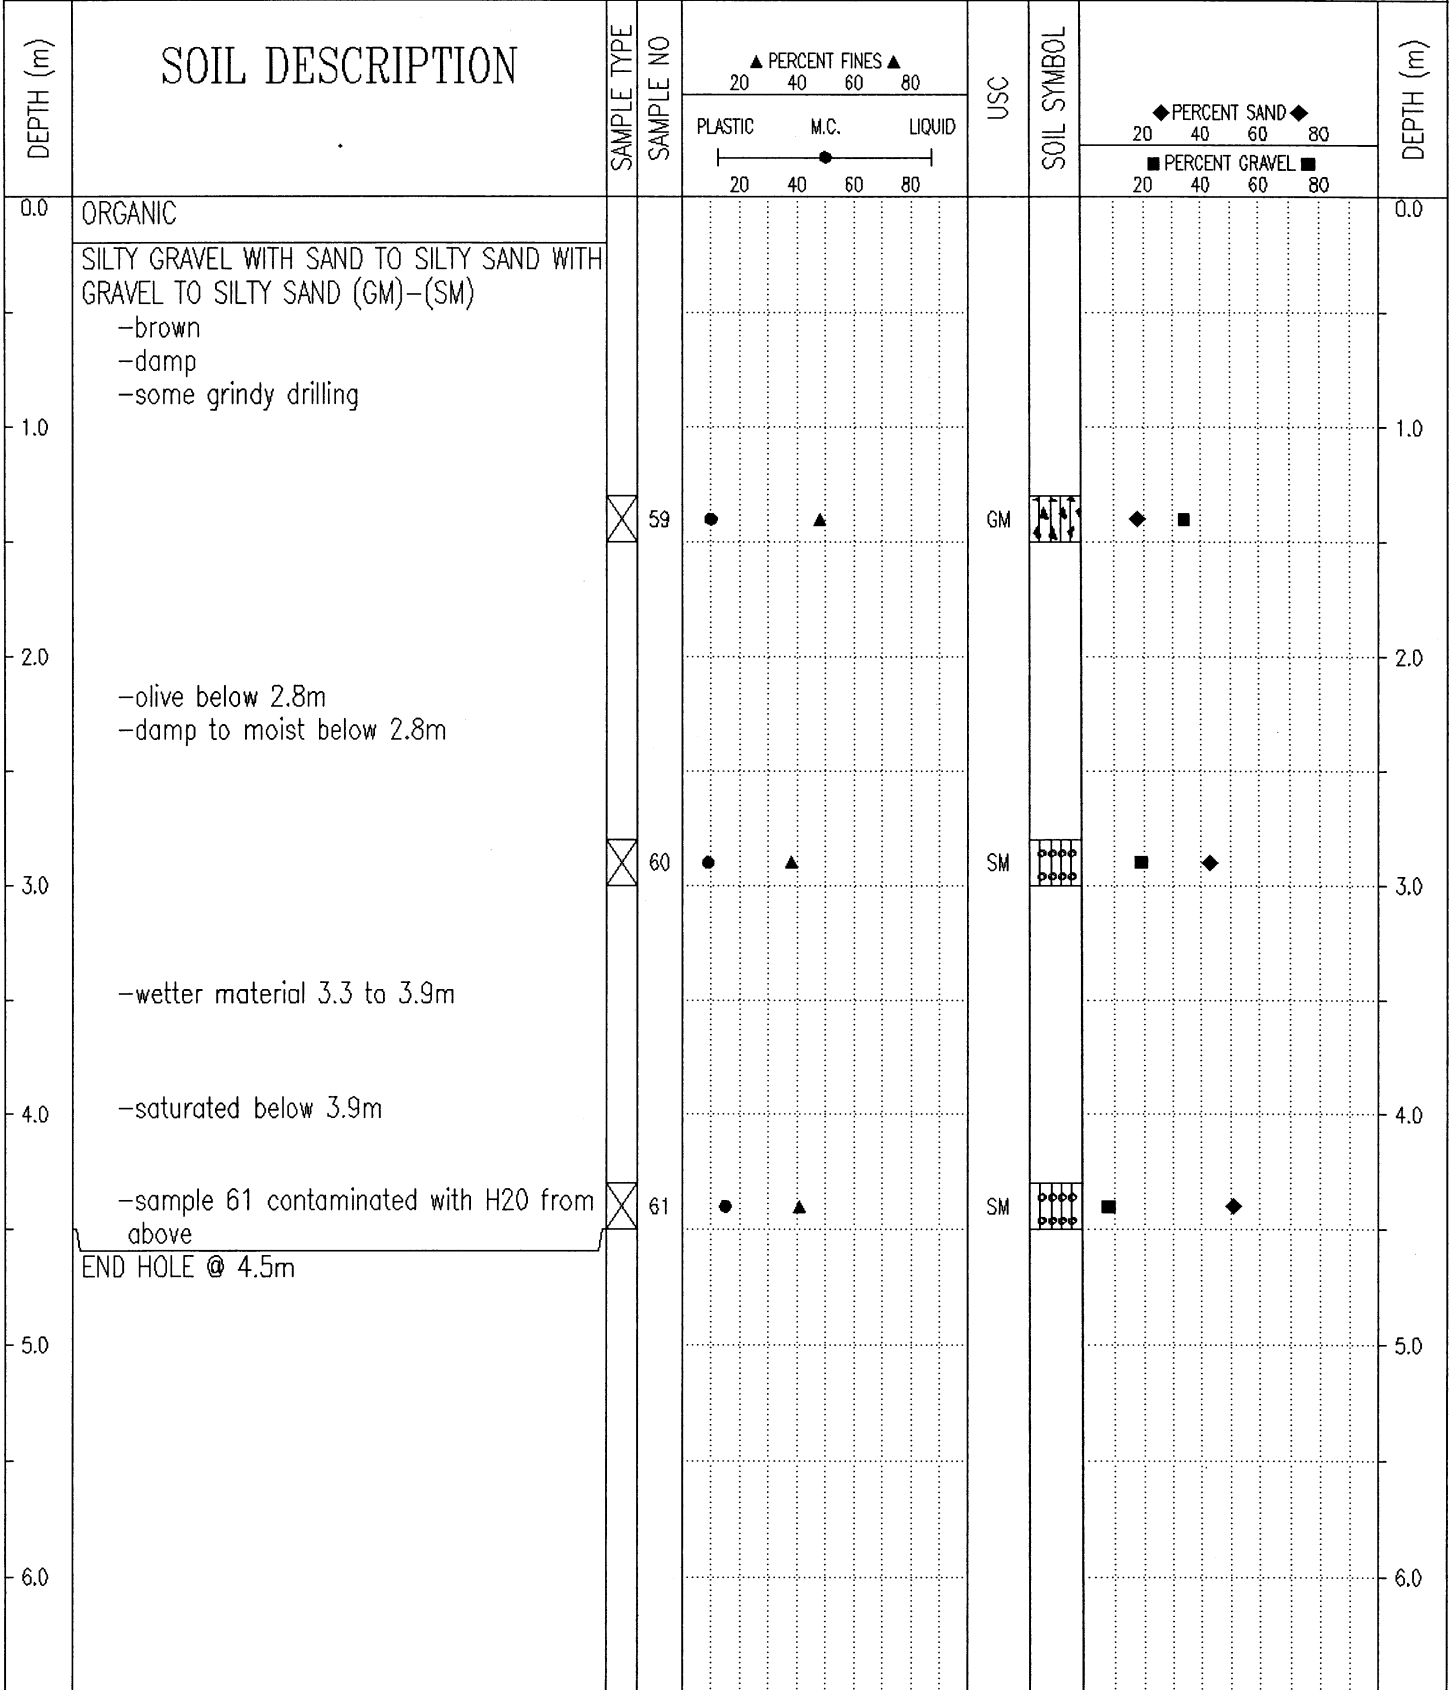 DEPTH (m)
SOIL DESCRIPTION
SAMPLE TYPE
SAMPLE NO
▲ PERCENT FINES ▲
20 40 60 80
PLASTIC M.C. LIQUID
20 40 60 80
USC
SOIL SYMBOL
◆ PERCENT SAND ◆
20 40 60 80
■ PERCENT GRAVEL ■
20 40 60 80
DEPTH (m)
0.0 ORGANIC 0.0
SILTY GRAVEL WITH SAND TO SILTY SAND WITH
GRAVEL TO SILTY SAND (GM)-(SM)
-brown
-damp
-some grindy drilling
1.0 1.0
59 GM
2.0 2.0
-olive below 2.8m
-damp to moist below 2.8m
60 SM
3.0 3.0
-wetter material 3.3 to 3.9m
4.0 -saturated below 3.9m 4.0
-sample 61 contaminated with H20 from 61 SM
above
END HOLE @ 4.5m
5.0 5.0
6.0 6.0